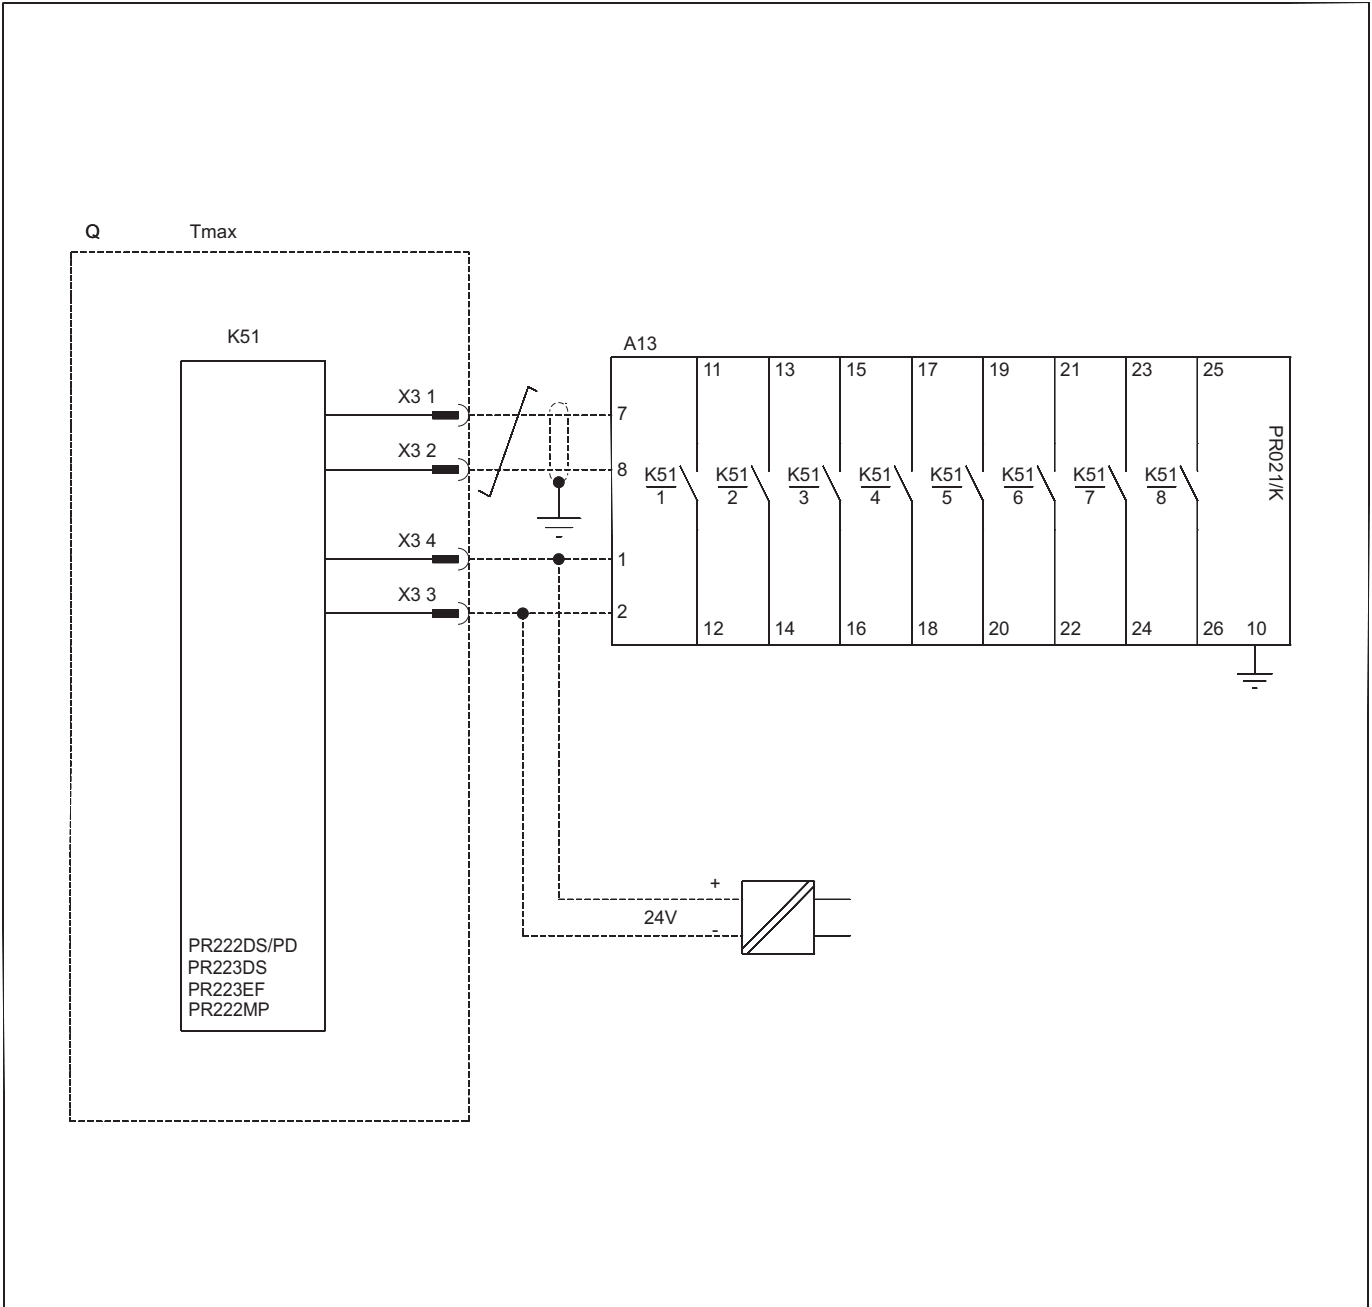 Q Tmax
K51
A13
X3 1
X3 2
X3 4
X3 3
7
8
1
2
11 13 15 17 19 21 23 25
K51
1
K51
2
K51
3
K51
4
K51
5
K51
6
K51
7
K51
8
PR021/K
12 14 16 18 20 22 24 26 10
+
24V
-
PR222DS/PD
PR223DS
PR223EF
PR222MP